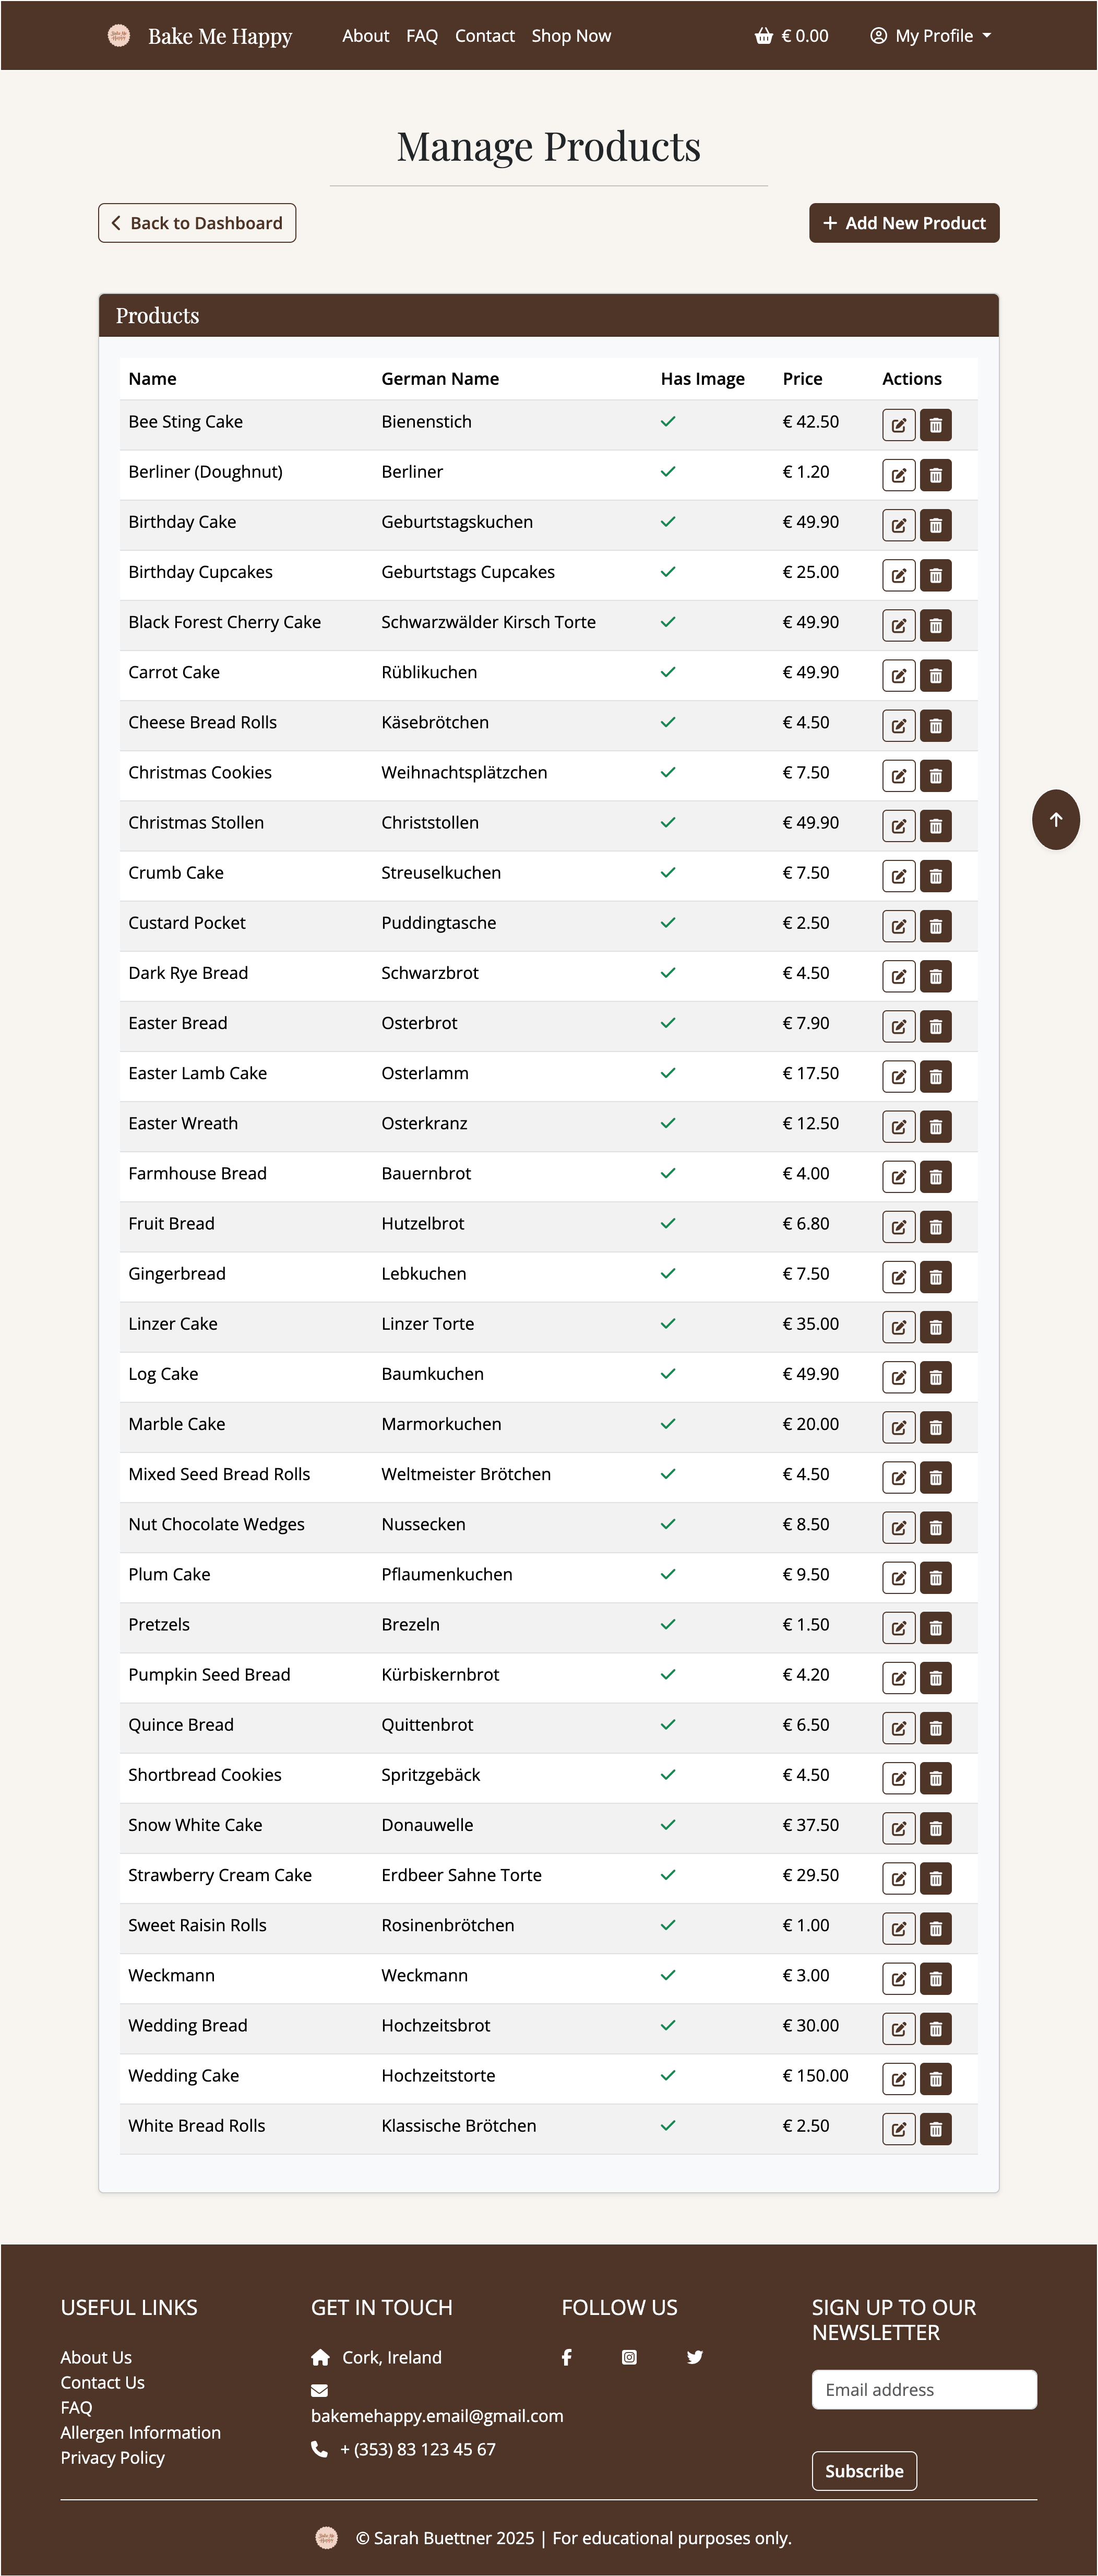 Bake Me Happy About FAQ Contact Shop Now € 0.00 My Profile
Manage Products
Back to Dashboard
Add New Product
Products
Name German Name Has Image Price Actions
Bee Sting Cake Bienenstich € 42.50
Berliner (Doughnut) Berliner € 1.20
Birthday Cake Geburtstagskuchen € 49.90
Birthday Cupcakes Geburtstags Cupcakes € 25.00
Black Forest Cherry Cake Schwarzwälder Kirsch Torte € 49.90
Carrot Cake Rüblikuchen € 49.90
Cheese Bread Rolls Käsebrötchen € 4.50
Christmas Cookies Weihnachtsplätzchen € 7.50
Christmas Stollen Christstollen € 49.90
Crumb Cake Streuselkuchen € 7.50
Custard Pocket Puddingtasche € 2.50
Dark Rye Bread Schwarzbrot € 4.50
Easter Bread Osterbrot € 7.90
Easter Lamb Cake Osterlamm € 17.50
Easter Wreath Osterkranz € 12.50
Farmhouse Bread Bauernbrot € 4.00
Fruit Bread Hutzelbrot € 6.80
Gingerbread Lebkuchen € 7.50
Linzer Cake Linzer Torte € 35.00
Log Cake Baumkuchen € 49.90
Marble Cake Marmorkuchen € 20.00
Mixed Seed Bread Rolls Weltmeister Brötchen € 4.50
Nut Chocolate Wedges Nussecken € 8.50
Plum Cake Pflaumenkuchen € 9.50
Pretzels Brezeln € 1.50
Pumpkin Seed Bread Kürbiskernbrot € 4.20
Quince Bread Quittenbrot € 6.50
Shortbread Cookies Spritzgebäck € 4.50
Snow White Cake Donauwelle € 37.50
Strawberry Cream Cake Erdbeer Sahne Torte € 29.50
Sweet Raisin Rolls Rosinenbrötchen € 1.00
Weckmann Weckmann € 3.00
Wedding Bread Hochzeitsbrot € 30.00
Wedding Cake Hochzeitstorte € 150.00
White Bread Rolls Klassische Brötchen € 2.50
USEFUL LINKS
About Us
Contact Us
FAQ
Allergen Information
Privacy Policy
GET IN TOUCH
Cork, Ireland
bakemehappy.email@gmail.com
+ (353) 83 123 45 67
FOLLOW US
SIGN UP TO OUR
NEWSLETTER
Email address
Subscribe
© Sarah Buettner 2025 | For educational purposes only.